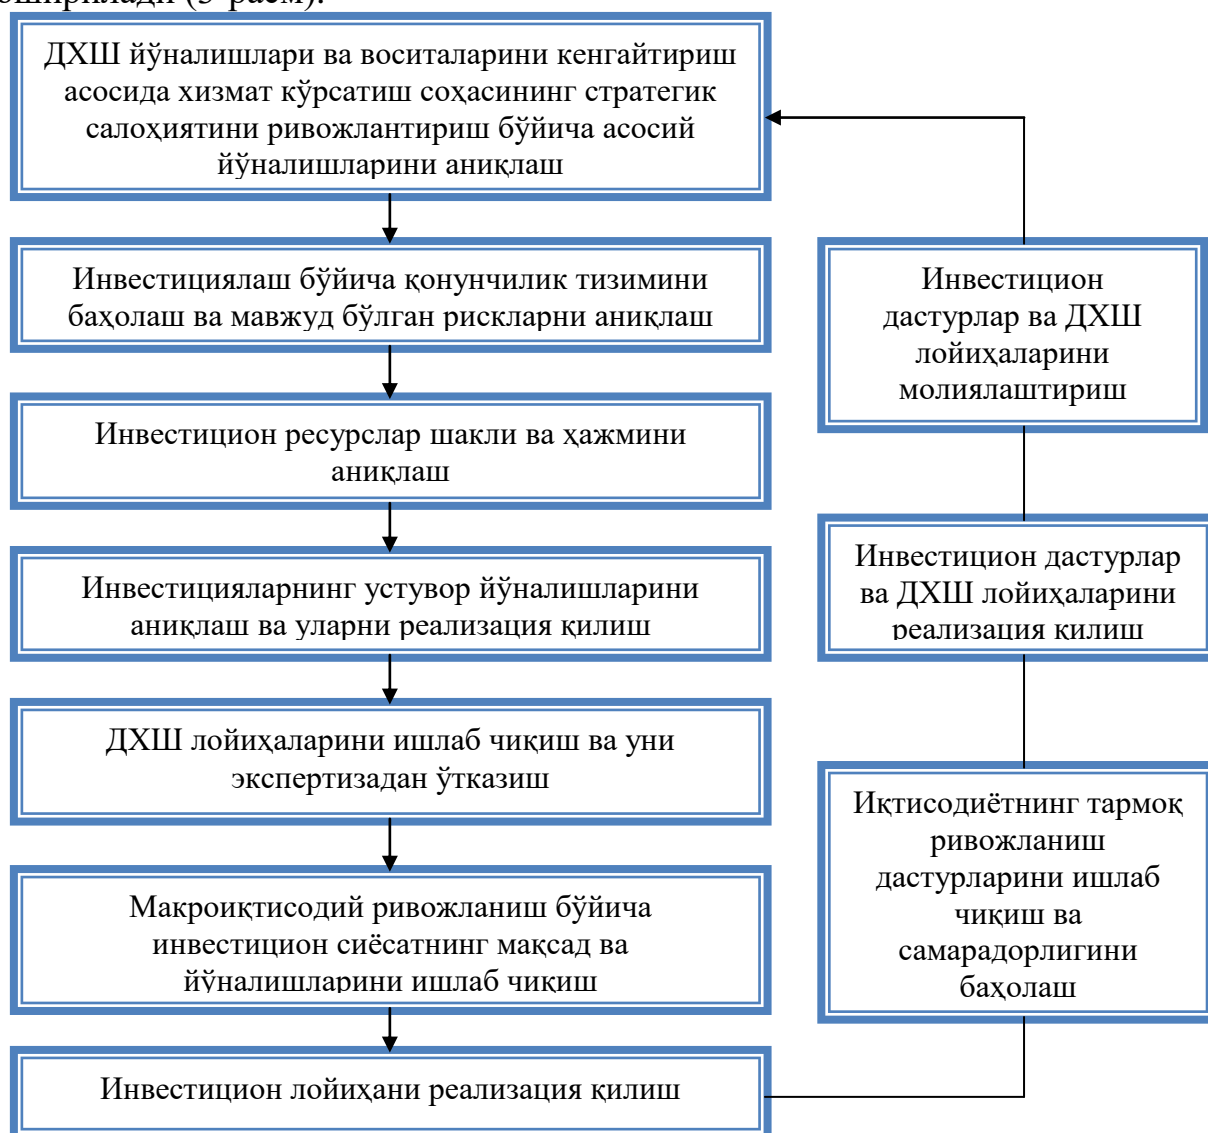 оширилади (3-расм).
ДХШ йўналишлари ва воситаларини кенгайтириш
асосида хизмат кўрсатиш соҳасининг стратегик
салоҳиятини ривожлантириш бўйича асосий
йўналишларини аниқлаш
Инвестициялаш бўйича қонунчилик тизимини
баҳолаш ва мавжуд бўлган рискларни аниқлаш
Инвестицион ресурслар шакли ва ҳажмини
аниқлаш
Инвестицияларнинг устувор йўналишларини
аниқлаш ва уларни реализация қилиш
ДХШ лойиҳаларини ишлаб чиқиш ва уни
экспертизадан ўтказиш
Макроиқтисодий ривожланиш бўйича
инвестицион сиёсатнинг мақсад ва
йўналишларини ишлаб чиқиш
Инвестицион лойиҳани реализация қилиш
Инвестицион
дастурлар ва ДХШ
лойиҳаларини
молиялаштириш
Инвестицион дастурлар
ва ДХШ лойиҳаларини
реализация қилиш
Иқтисодиётнинг тармоқ
ривожланиш
дастурларини ишлаб
чиқиш ва
самарадорлигини
баҳолаш